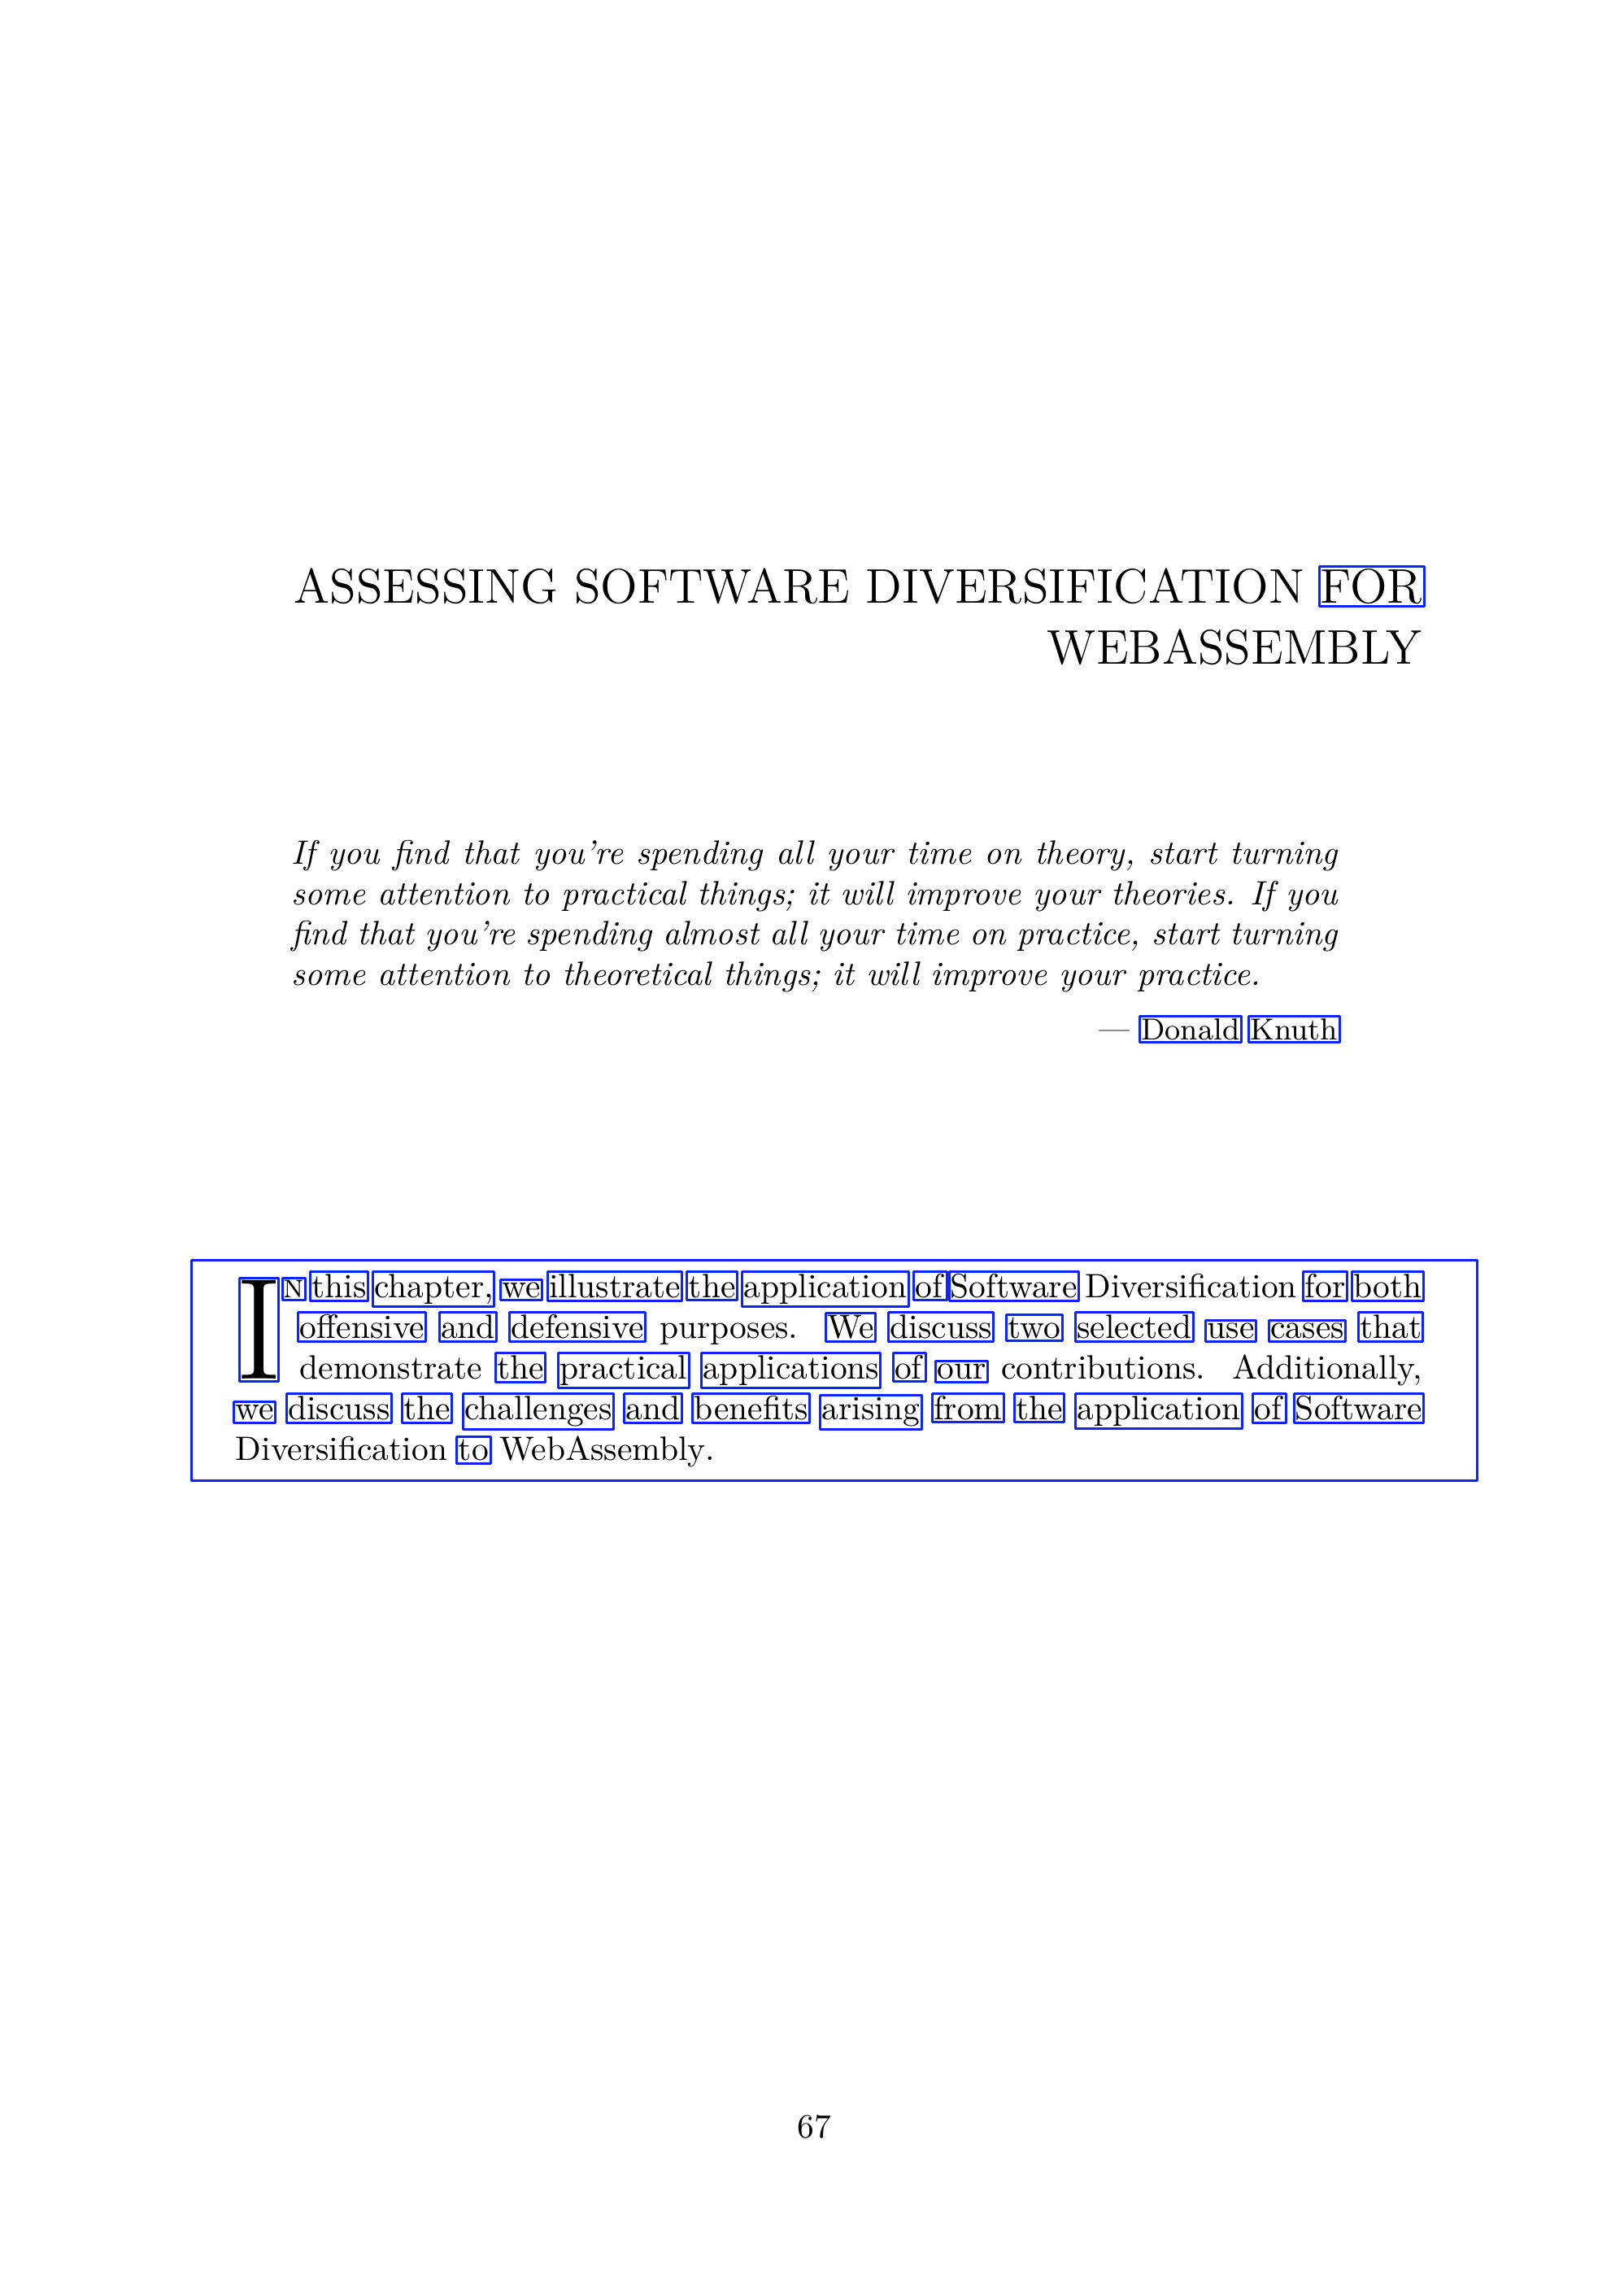 ASSESSING SOFTWARE DIVERSIFICATION FOR
WEBASSEMBLY
If you find that you're spending all your time on theory, start turning
some attention to practical things; it will improve your theories. If you
find that you're spending almost all your time on practice, start turning
some attention to theoretical things; it will improve your practice.
— Donald Knuth
IN this chapter, we illustrate the application of Software Diversification for both
offensive and defensive purposes. We discuss two selected use cases that
demonstrate the practical applications of our contributions. Additionally,
we discuss the challenges and benefits arising from the application of Software
Diversification to WebAssembly.
67